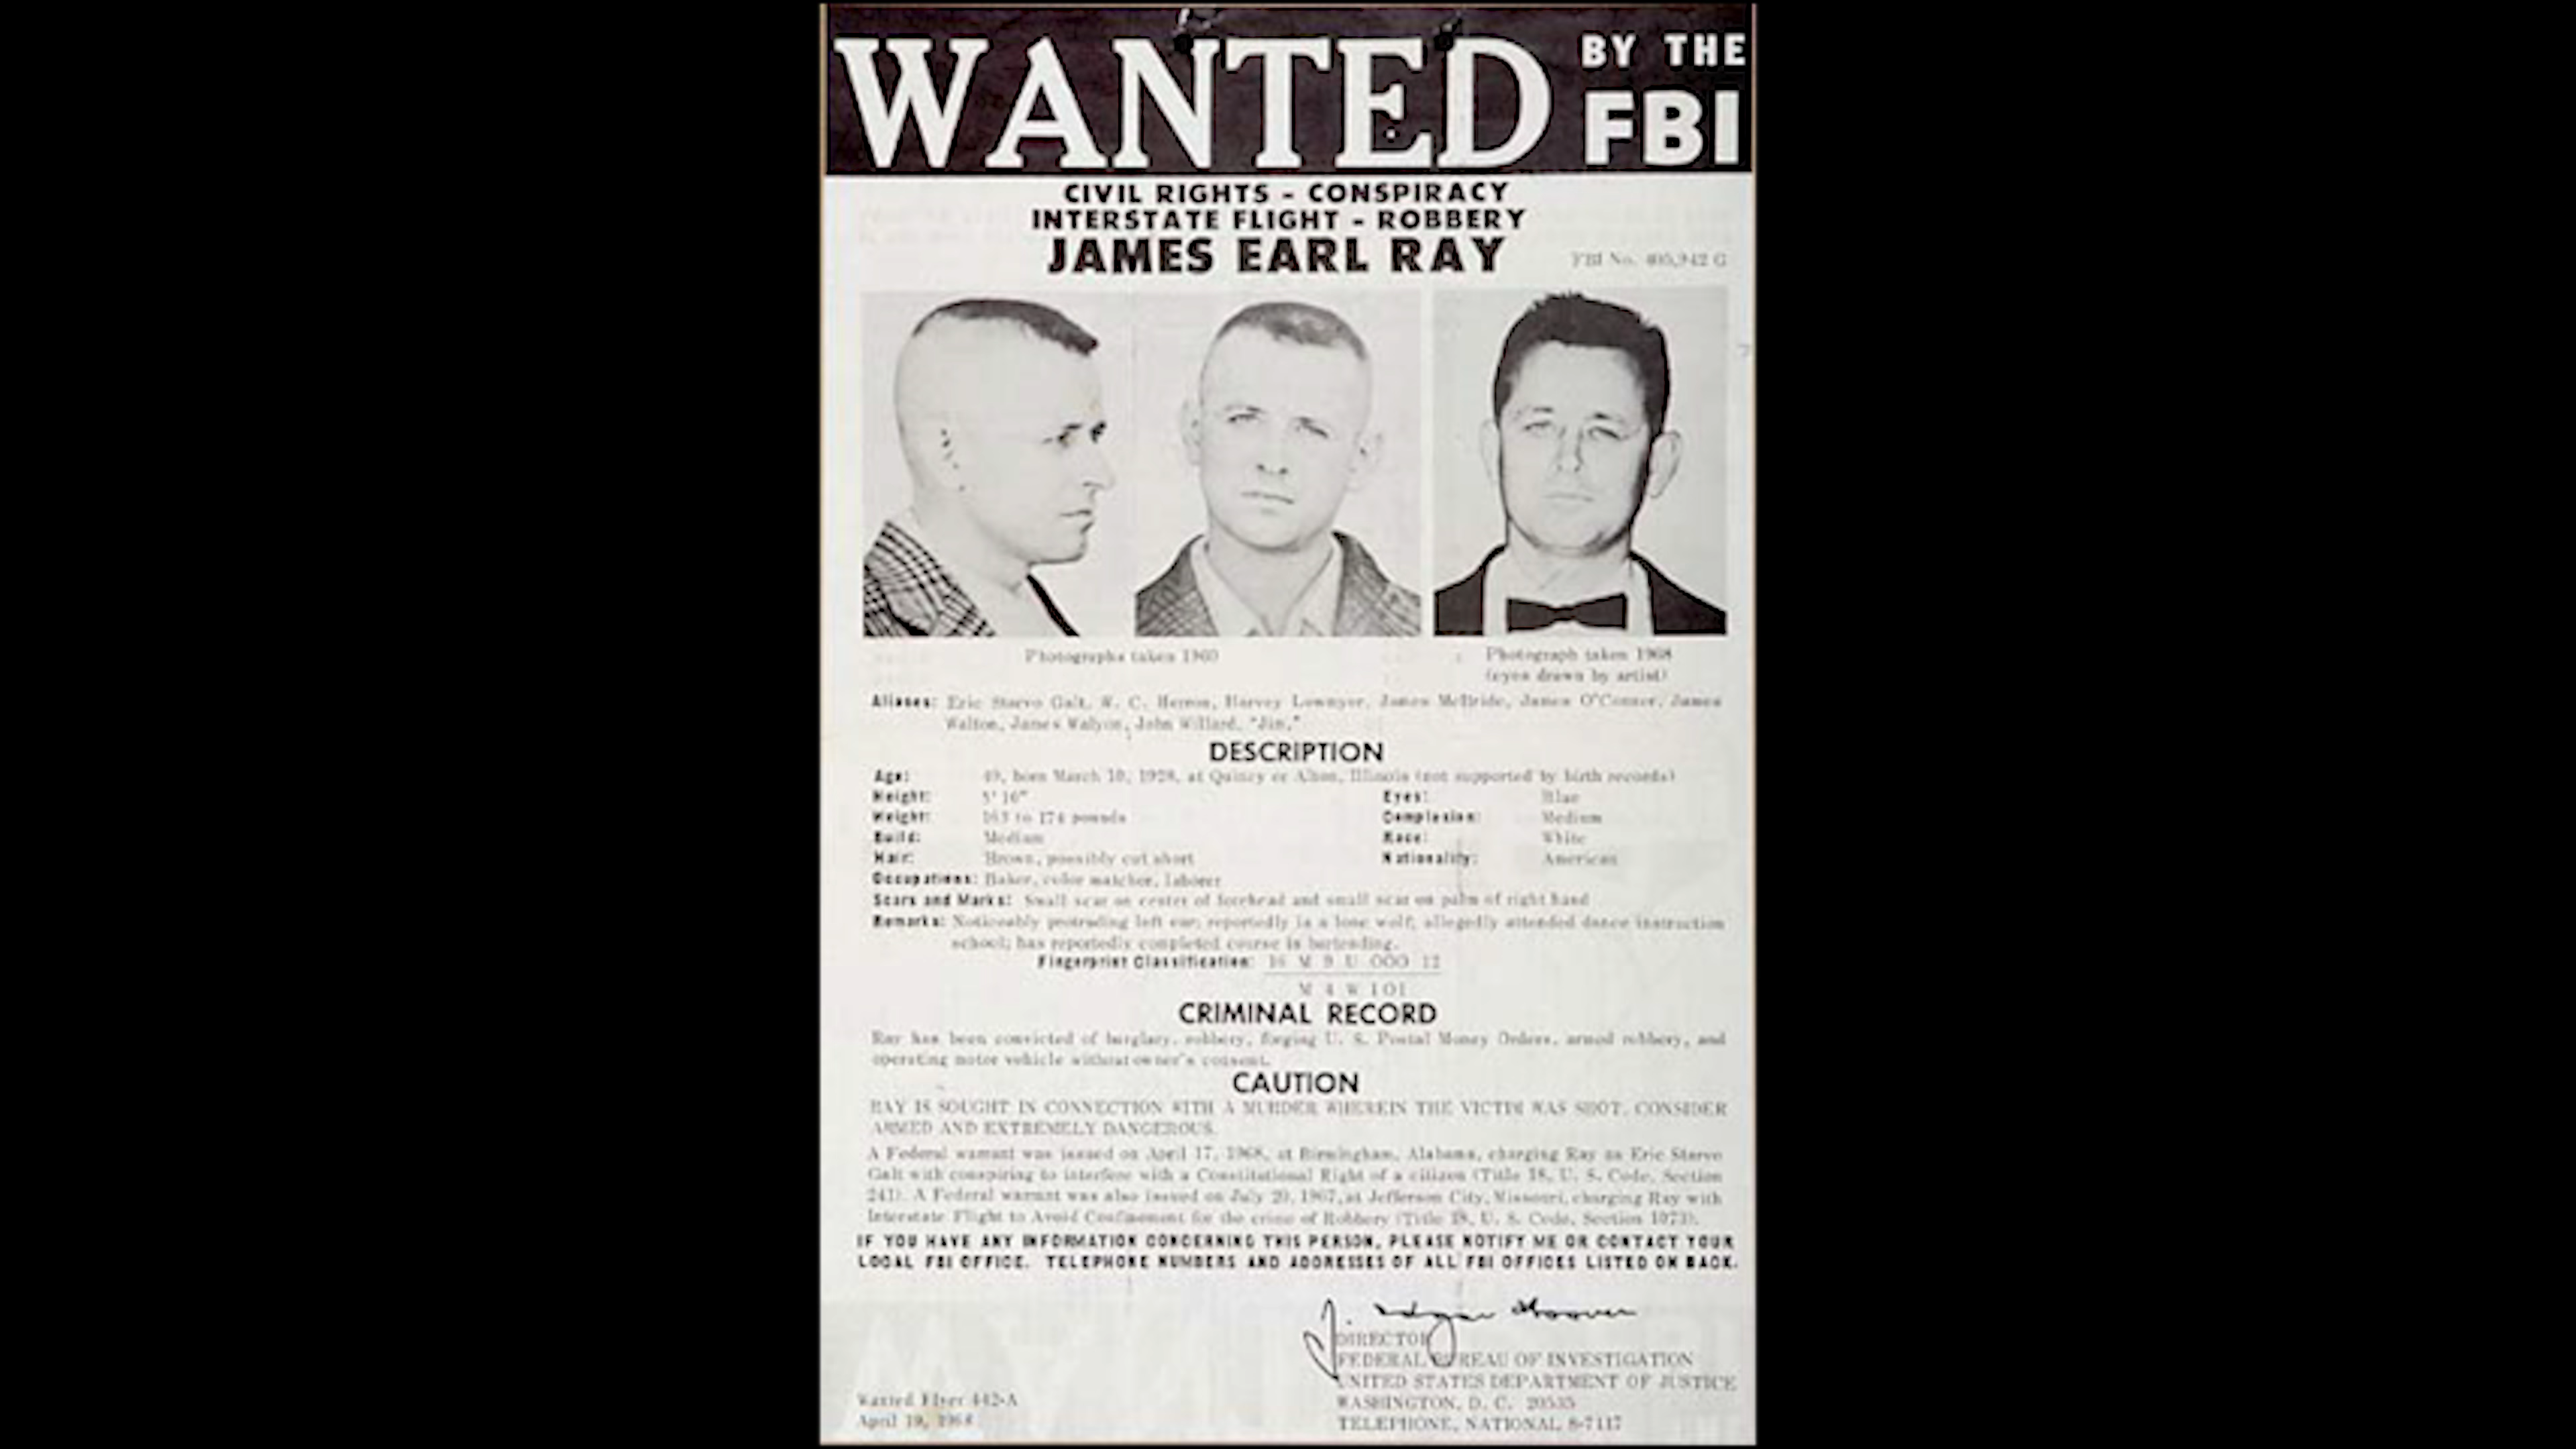 WANTED BY THE FBI
CIVIL RIGHTS - CONSPIRACY
INTERSTATE FLIGHT - ROBBERY
JAMES EARL RAY
FBI No. 405,942 G
Photographs taken 1960
Photograph taken 1968
(eyes drawn by artist)
Aliases: Eric Starvo Galt, W. C. Herron, Harvey Lowmyer, James McBride, James O'Conner, James
Walton, James Walyon, John Willard, "Jim,"
DESCRIPTION
Age: born March 10, 1928, at Quincy or Alton, Illinois (not supported by birth records)
Height: 5' 10"
Eyes: Blue
Weight: 163 to 174 pounds
Complexion: Medium
Build: Medium
Race: White
Hair: Brown, possibly cut short
Nationality: American
Occupations: Baker, color matcher, laborer
Scars and Marks: Small scar on center of forehead and small scar on palm of right hand
Remarks: Noticeably protruding left ear; reportedly is a lone wolf; allegedly attended dance instruction
school; has reportedly completed course in bartending.
Fingerprint Classification: 16 M 9 U OOO 12
M 4 W IOI
CRIMINAL RECORD
Ray has been convicted of burglary, robbery, forging U. S. Postal Money Orders, armed robbery, and
operating motor vehicle without owner's consent.
CAUTION
RAY IS SOUGHT IN CONNECTION WITH A MURDER WHEREIN THE VICTIM WAS SHOT. CONSIDER
ARMED AND EXTREMELY DANGEROUS.
A Federal warrant was issued on April 17, 1968, at Birmingham, Alabama, charging Ray as Eric Starvo
Galt with conspiring to interfere with a Constitutional Right of a citizen (Title 18, U. S. Code, Section
241). A Federal warrant was also issued on July 20, 1967, at Jefferson City, Missouri, charging Ray with
Interstate Flight to Avoid Confinement for the crime of Robbery (Title 18, U. S. Code, Section 1073).
IF YOU HAVE ANY INFORMATION CONCERNING THIS PERSON, PLEASE NOTIFY ME OR CONTACT YOUR
LOCAL FBI OFFICE. TELEPHONE NUMBERS AND ADDRESSES OF ALL FBI OFFICES LISTED ON BACK.
J. Edgar Hoover
DIRECTOR
FEDERAL BUREAU OF INVESTIGATION
UNITED STATES DEPARTMENT OF JUSTICE
WASHINGTON, D. C. 20535
TELEPHONE, NATIONAL 8-7117
Wanted Flyer 442-A
April 19, 1968